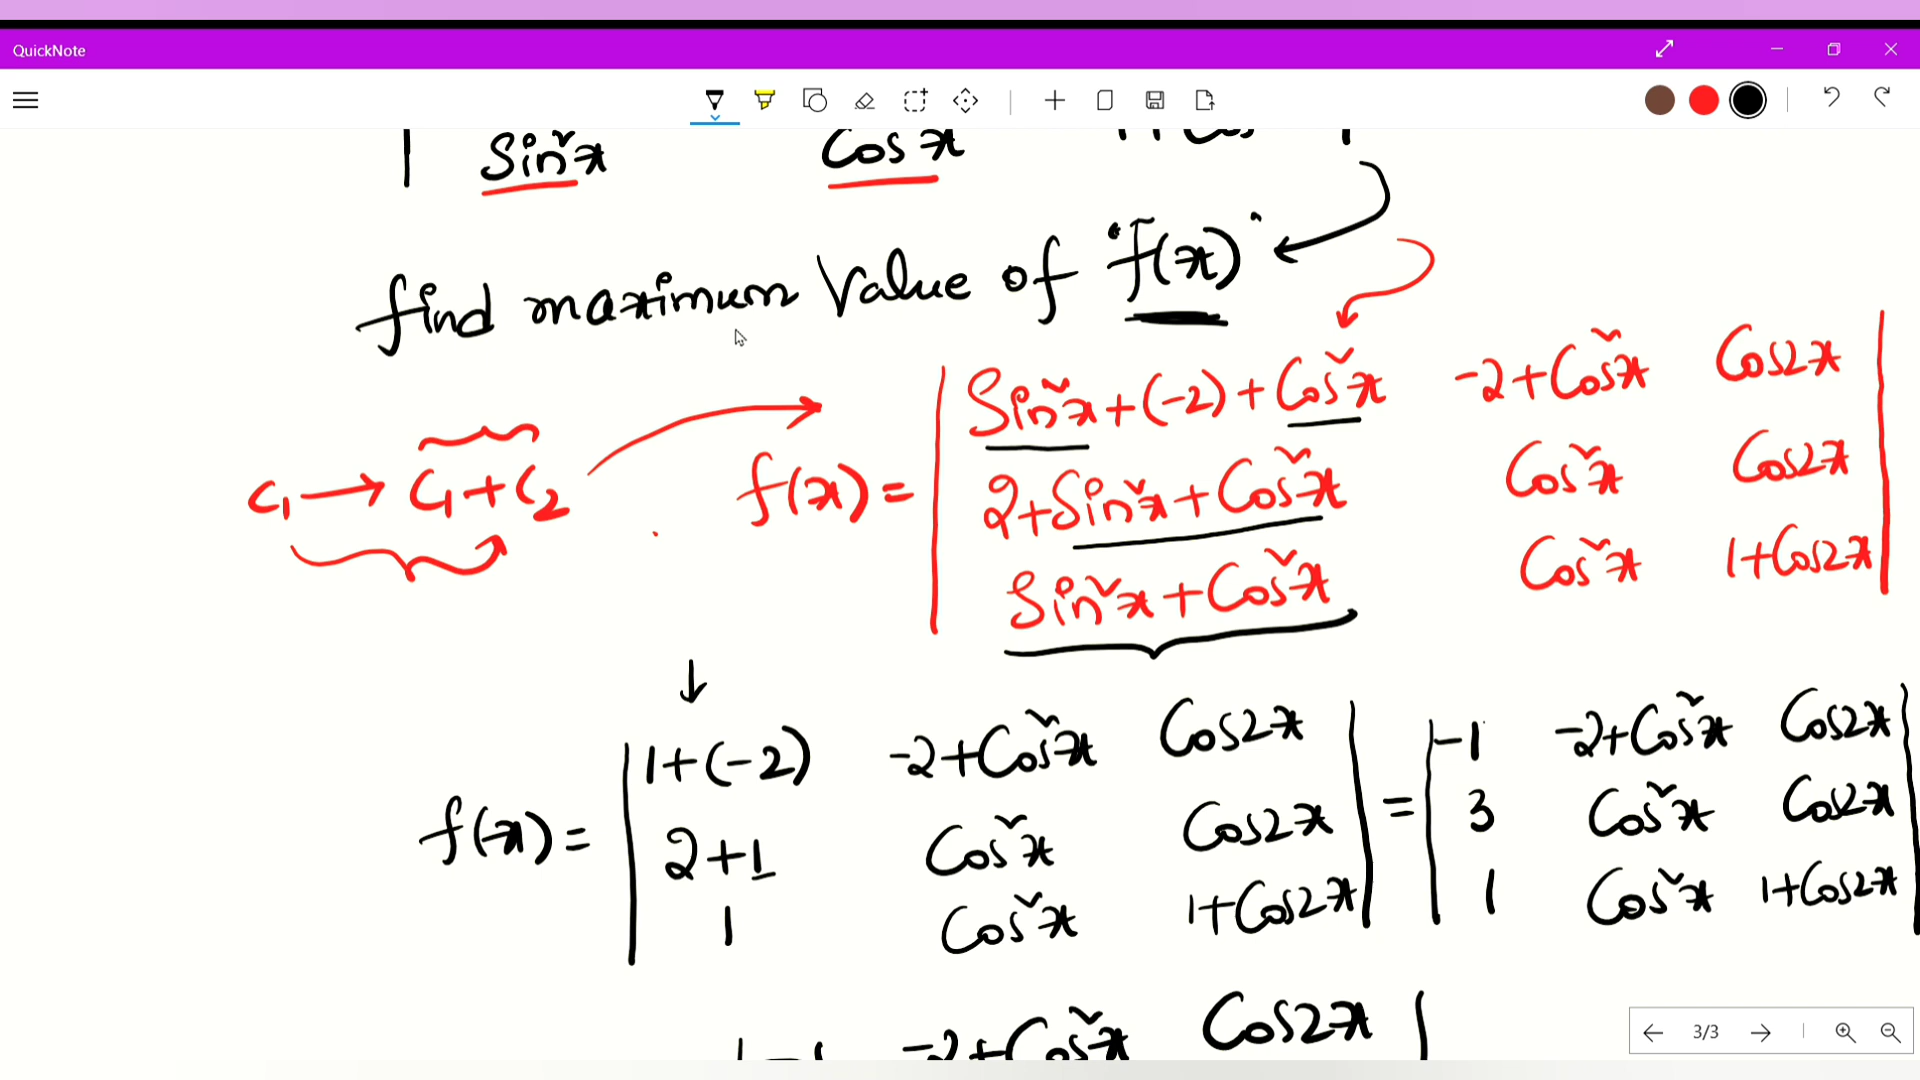 QuickNote
Sin²x Cos²x
find maximum Value of "f(x)"
C₁ → C₁+C₂
f(x) = | Sin²x+(-2)+Cos²x -2+Cos²x Cos2x |
2+Sin²x+Cos²x Cos²x Cos2x
Sin²x+Cos²x Cos²x 1+Cos2x
f(x) = | 1+(-2) -2+Cos²x Cos2x | = | -1 -2+Cos²x Cos2x |
2+1 Cos²x Cos2x 3 Cos²x Cos2x
1 Cos²x 1+Cos2x 1 Cos²x 1+Cos2x
-2+Cos²x Cos2x |
3/3